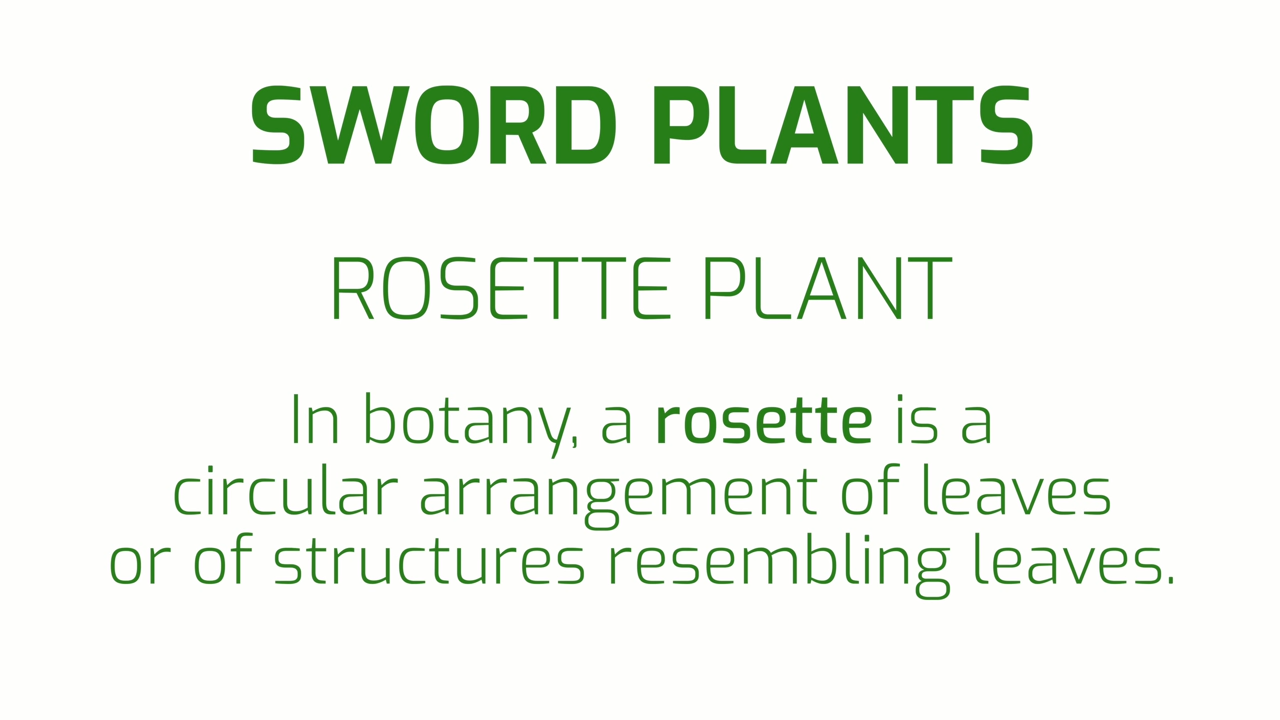 SWORD PLANTS
ROSETTE PLANT
In botany, a rosette is a
circular arrangement of leaves
or of structures resembling leaves.